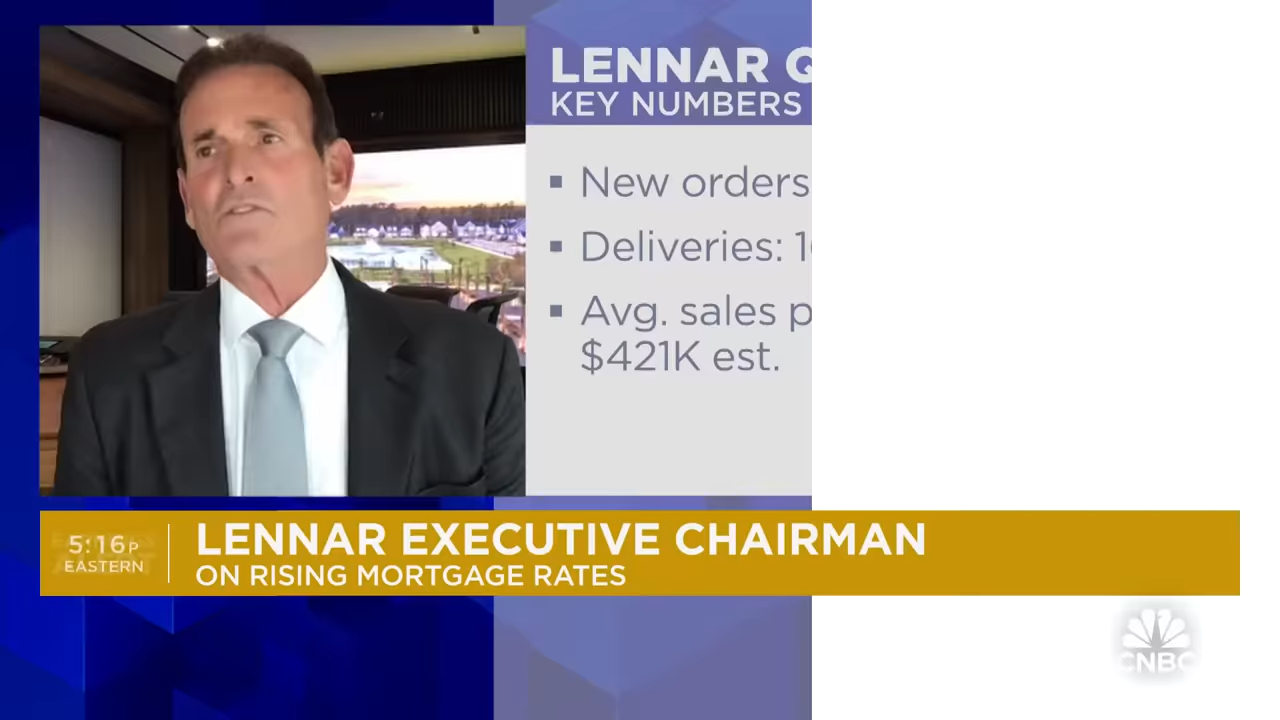 LENNAR
KEY NUMBERS
New orders
Deliveries:
Avg. sales
$421K est.
5:16P
EASTERN
LENNAR EXECUTIVE CHAIRMAN
ON RISING MORTGAGE RATES
CNBC